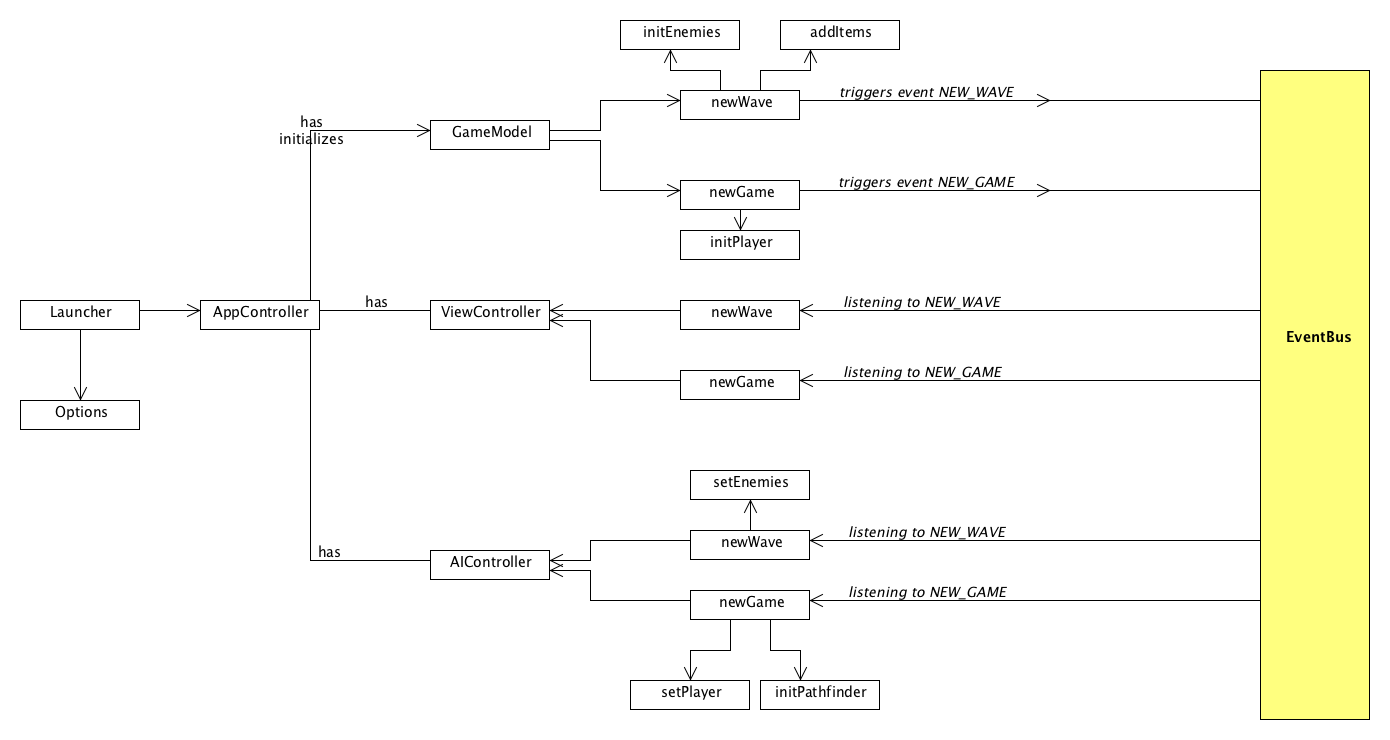 initEnemies
addItems
newWave
triggers event NEW_WAVE
has
initializes
GameModel
newGame
triggers event NEW_GAME
initPlayer
Launcher
AppController
has
ViewController
newWave
listening to NEW_WAVE
EventBus
newGame
listening to NEW_GAME
Options
setEnemies
newWave
listening to NEW_WAVE
has
AIController
newGame
listening to NEW_GAME
setPlayer
initPathfinder